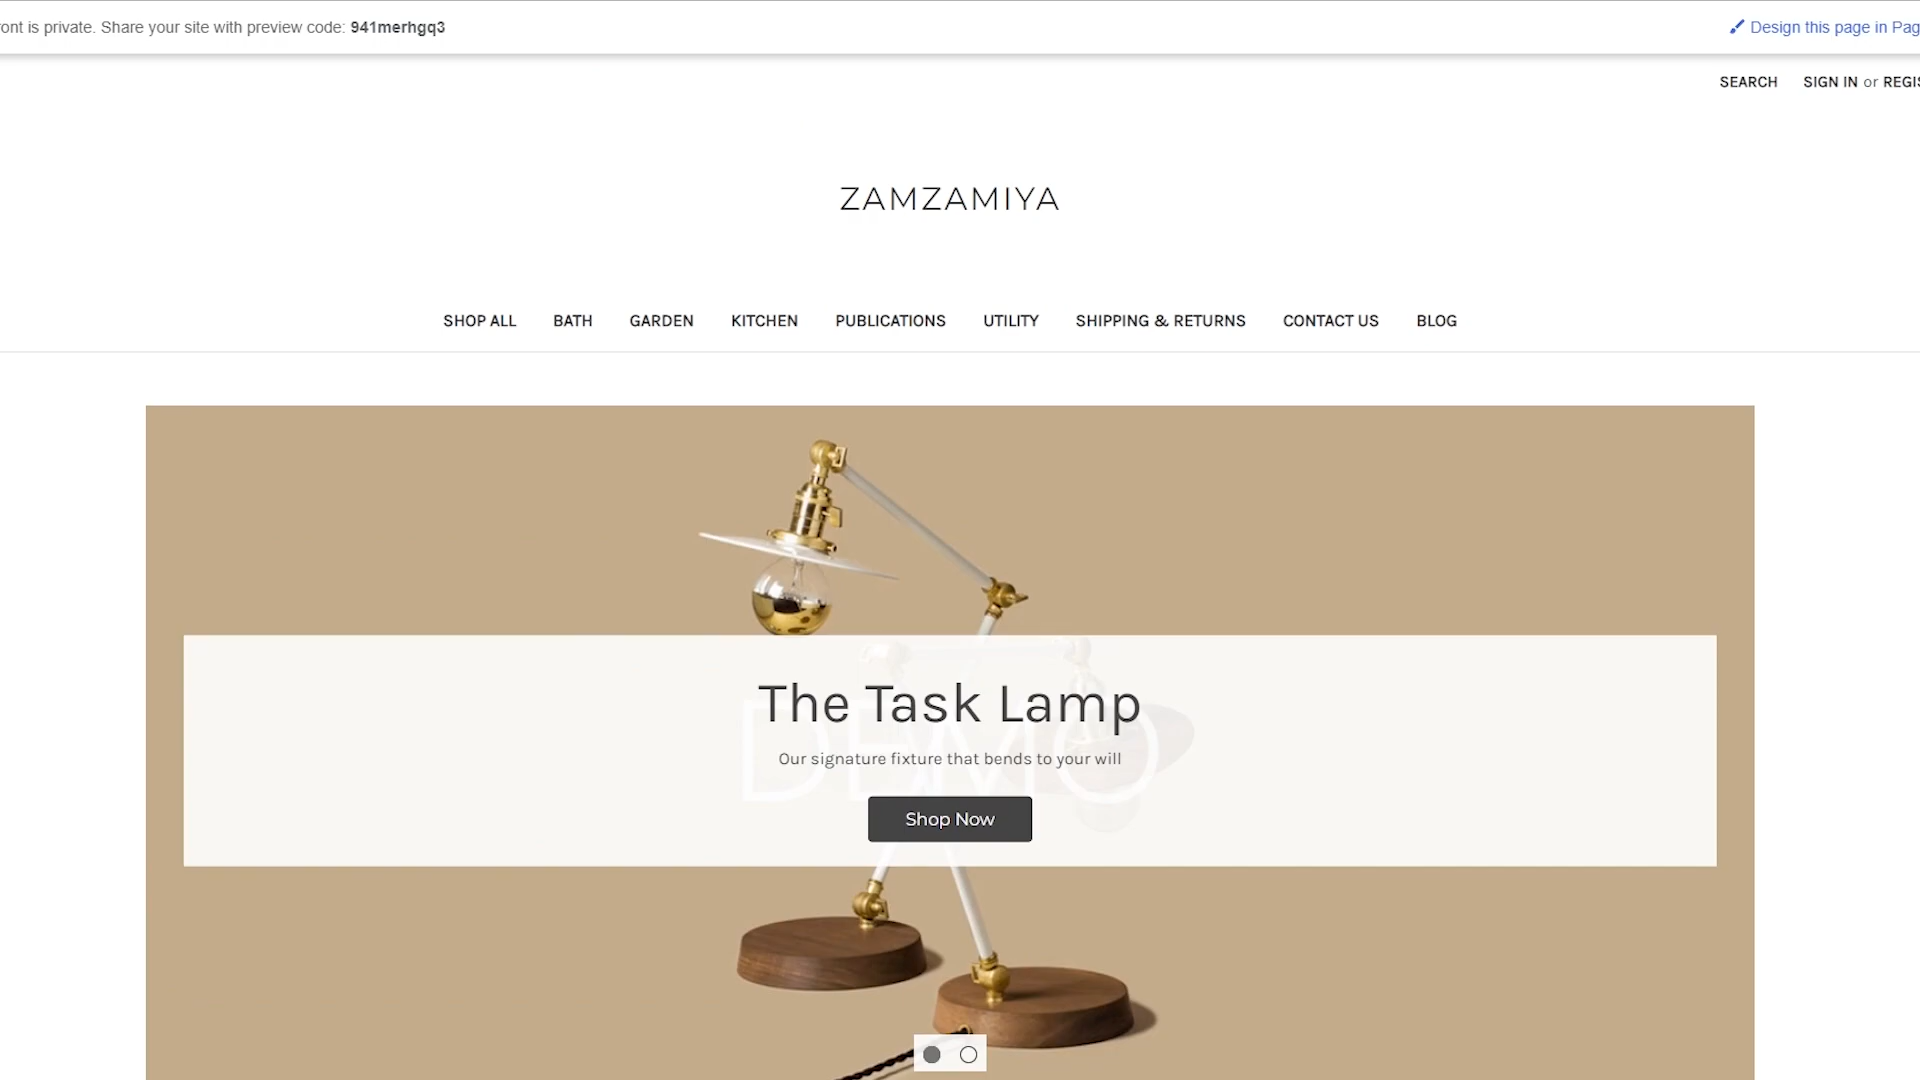 ont is private. Share your site with preview code: 941merhgq3
Design this page in Pag
SEARCH SIGN IN or REGIS
ZAMZAMIYA
SHOP ALL BATH GARDEN KITCHEN PUBLICATIONS UTILITY SHIPPING & RETURNS CONTACT US BLOG
The Task Lamp
DEMO
Our signature fixture that bends to your will
Shop Now